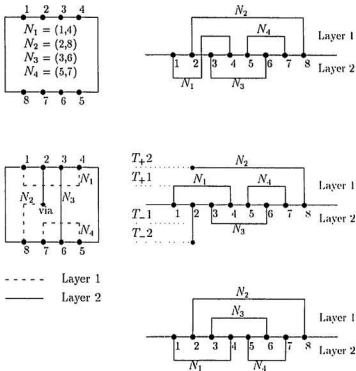 1 2 3 4
N₁ = (1,4)
N₂ = (2,8)
N₃ = (3,6)
N₄ = (5,7)
8 7 6 5
N₂
N₄
Layer 1
1 2 3 4 5 6 7 8
Layer 2
N₁ N₃
1 2 3 4
N₁
N₂ N₃
via
N₄
8 7 6 5
Layer 1
Layer 2
T₊2 N₂
T₊1 N₁ N₄
Layer 1
1 2 3 4 5 6 7 8
Layer 2
T₋1 N₃
T₋2
N₂
N₃
Layer 1
1 2 3 4 5 6 7 8
Layer 2
N₁ N₄